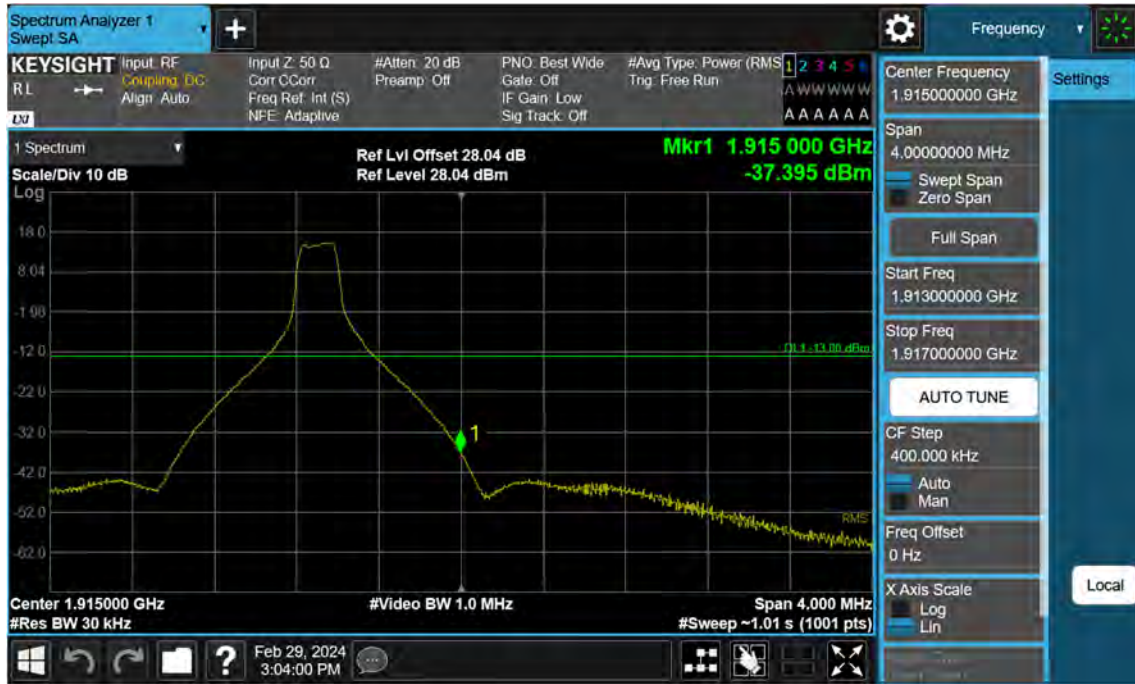 Spectrum Analyzer 1
Swept SA
+
Frequency
KEYSIGHT
RL
LXI
Input: RF
Coupling: DC
Align: Auto
Input Z: 50 Ω
Corr CCorr
Freq Ref: Int (S)
NFE: Adaptive
#Atten: 20 dB
Preamp: Off
PNO: Best Wide
Gate: Off
IF Gain: Low
Sig Track: Off
#Avg Type: Power (RMS
Trig: Free Run
1 2 3 4 5 6
A W W W W W
A A A A A A
1 Spectrum
Scale/Div 10 dB
Ref Lvl Offset 28.04 dB
Ref Level 28.04 dBm
Mkr1 1.915 000 GHz
-37.395 dBm
Log
18.0
8.04
-1.96
-12.0
-22.0
-32.0
-42.0
-52.0
-62.0
DL1 -13.00 dBm
1
RMS
Center 1.915000 GHz
#Res BW 30 kHz
#Video BW 1.0 MHz
Span 4.000 MHz
#Sweep ~1.01 s (1001 pts)
Center Frequency
1.915000000 GHz
Span
4.00000000 MHz
Swept Span
Zero Span
Full Span
Start Freq
1.913000000 GHz
Stop Freq
1.917000000 GHz
AUTO TUNE
CF Step
400.000 kHz
Auto
Man
Freq Offset
0 Hz
X Axis Scale
Log
Lin
Settings
Local
?
Feb 29, 2024
3:04:00 PM